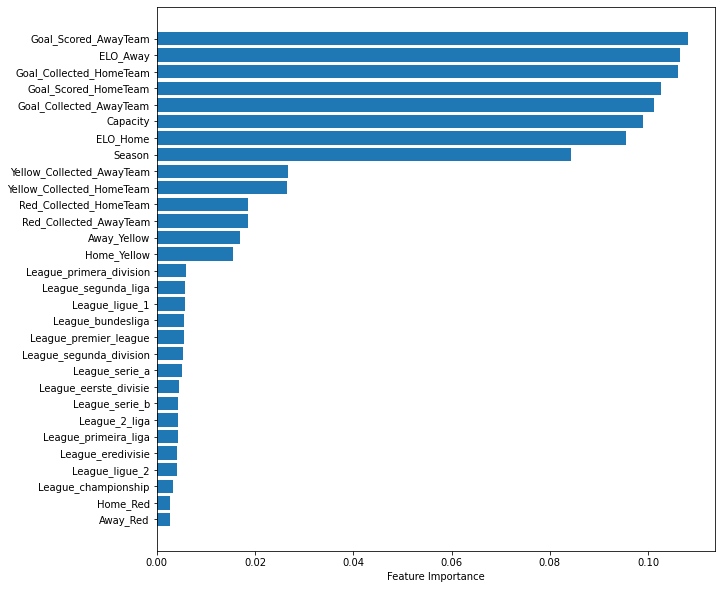 Goal_Scored_AwayTeam
ELO_Away
Goal_Collected_HomeTeam
Goal_Scored_HomeTeam
Goal_Collected_AwayTeam
Capacity
ELO_Home
Season
Yellow_Collected_AwayTeam
Yellow_Collected_HomeTeam
Red_Collected_HomeTeam
Red_Collected_AwayTeam
Away_Yellow
Home_Yellow
League_primera_division
League_segunda_liga
League_ligue_1
League_bundesliga
League_premier_league
League_segunda_division
League_serie_a
League_eerste_divisie
League_serie_b
League_2_liga
League_primeira_liga
League_eredivisie
League_ligue_2
League_championship
Home_Red
Away_Red
0.00 0.02 0.04 0.06 0.08 0.10
Feature Importance